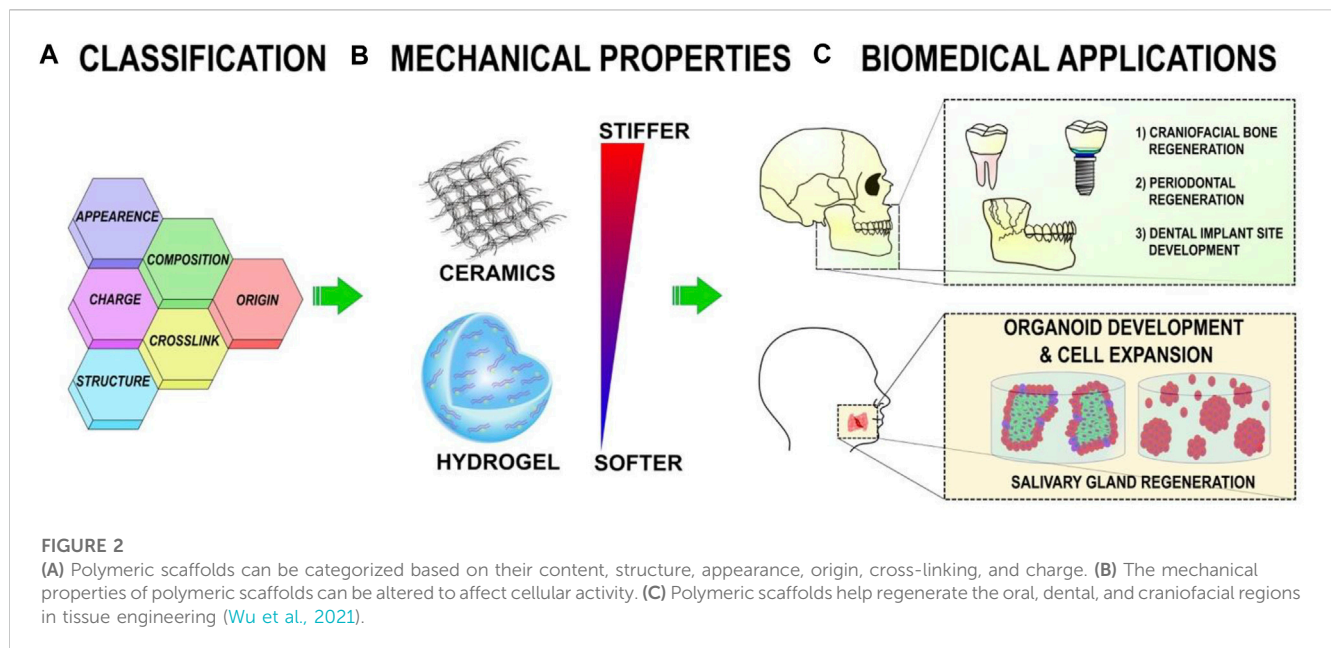 A CLASSIFICATION
B MECHANICAL PROPERTIES
C BIOMEDICAL APPLICATIONS
APPEARENCE
COMPOSITION
CHARGE
ORIGIN
CROSSLINK
STRUCTURE
CERAMICS
HYDROGEL
STIFFER
SOFTER
1) CRANIOFACIAL BONE
REGENERATION
2) PERIODONTAL
REGENERATION
3) DENTAL IMPLANT SITE
DEVELOPMENT
ORGANOID DEVELOPMENT
& CELL EXPANSION
SALIVARY GLAND REGENERATION
FIGURE 2
(A) Polymeric scaffolds can be categorized based on their content, structure, appearance, origin, cross-linking, and charge. (B) The mechanical
properties of polymeric scaffolds can be altered to affect cellular activity. (C) Polymeric scaffolds help regenerate the oral, dental, and craniofacial regions
in tissue engineering (Wu et al., 2021).